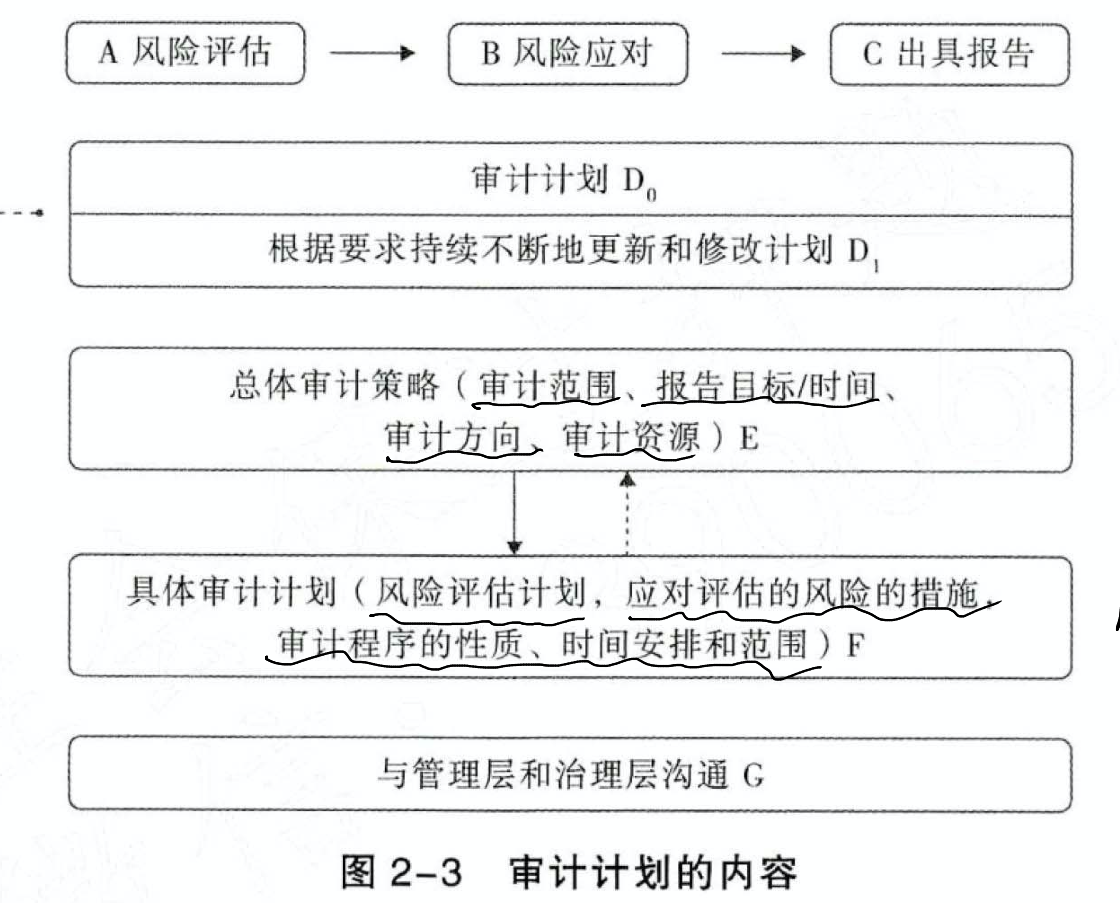 A 风险评估 B 风险应对 C 出具报告
审计计划 D₀
根据要求持续不断地更新和修改计划 D₁
总体审计策略（审计范围、报告目标/时间、
审计方向、审计资源）E
具体审计计划（风险评估计划，应对评估的风险的措施，
审计程序的性质、时间安排和范围）F
与管理层和治理层沟通 G
图 2-3 审计计划的内容